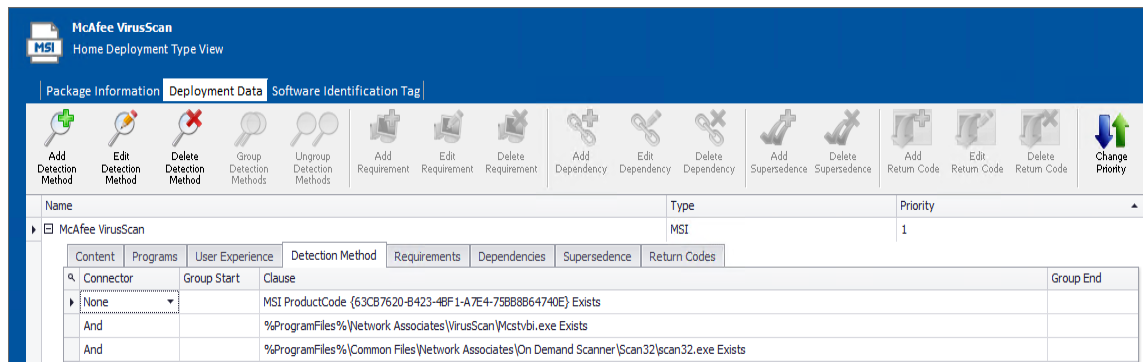 McAfee VirusScan
MSI
Home Deployment Type View
Package Information Deployment Data Software Identification Tag
Add Detection Method
Edit Detection Method
Delete Detection Method
Group Detection Methods
Ungroup Detection Methods
Add Requirement
Edit Requirement
Delete Requirement
Add Dependency
Edit Dependency
Delete Dependency
Add Supersedence
Delete Supersedence
Add Return Code
Edit Return Code
Delete Return Code
Change Priority
Name Type Priority
McAfee VirusScan MSI 1
Content Programs User Experience Detection Method Requirements Dependencies Supersedence Return Codes
Connector Group Start Clause Group End
None MSI ProductCode {63CB7620-B423-4BF1-A7E4-75BB8B64740E} Exists
And %ProgramFiles%\Network Associates\VirusScan\Mcstvbi.exe Exists
And %ProgramFiles%\Common Files\Network Associates\On Demand Scanner\Scan32\scan32.exe Exists